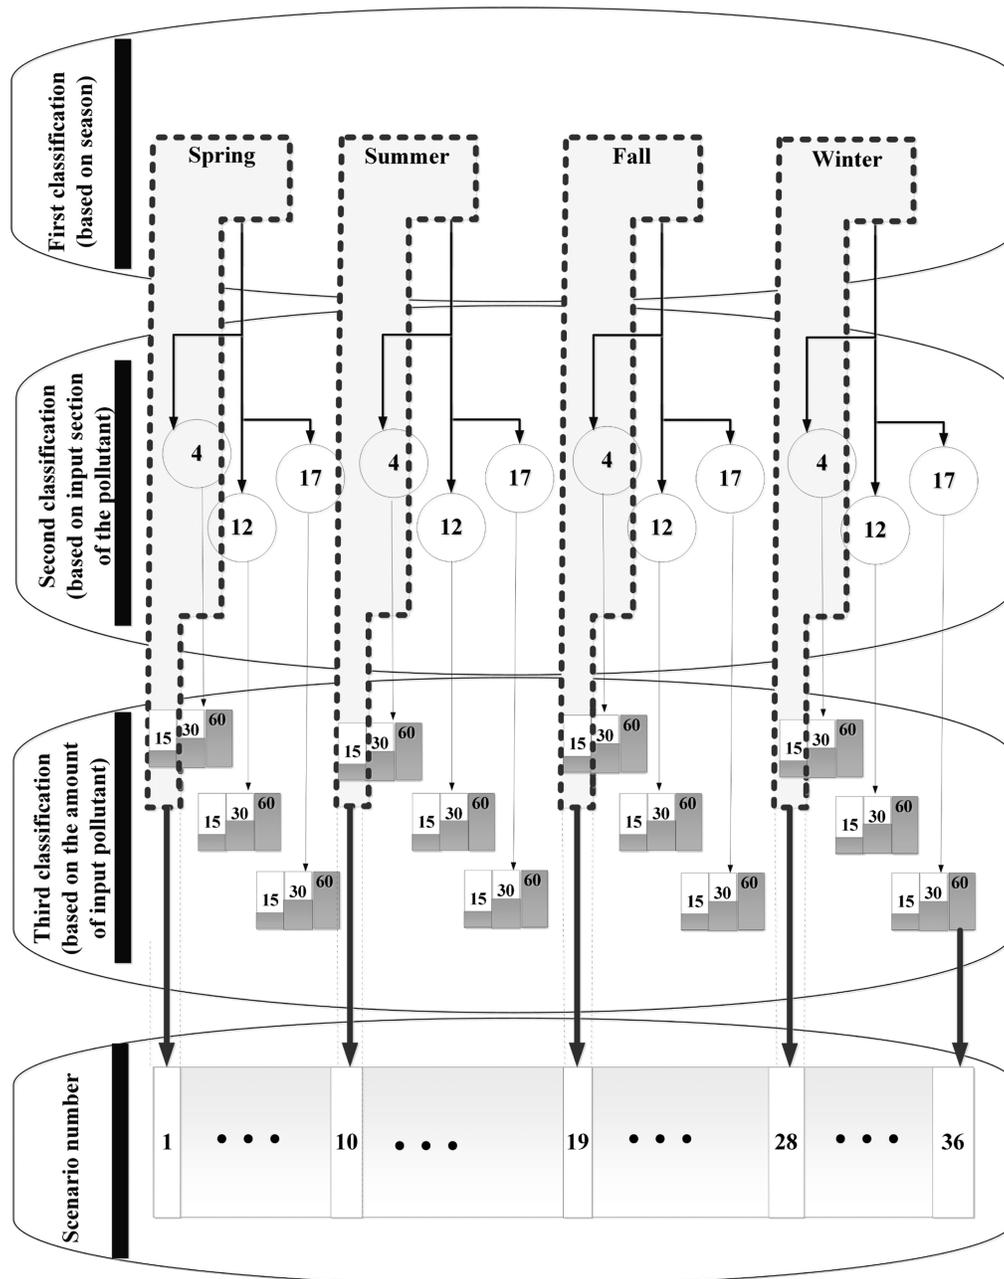 First classification
(based on season)
Spring
Summer
Fall
Winter
Second classification
(based on input section
of the pollutant)
4
12
17
4
12
17
4
12
17
4
12
17
Third classification
(based on the amount
of input pollutant)
15 30 60
15 30 60
15 30 60
15 30 60
15 30 60
15 30 60
15 30 60
15 30 60
15 30 60
15 30 60
15 30 60
15 30 60
Scenario number
1 • • • 10 • • • 19 • • • 28 • • • 36